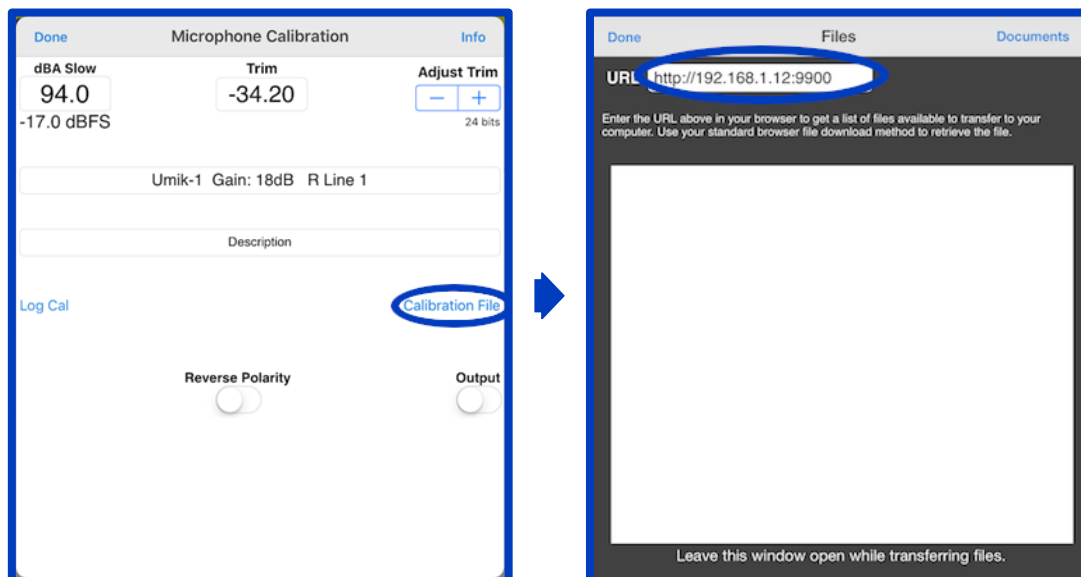 Done Microphone Calibration Info
dBA Slow Trim Adjust Trim
94.0 -34.20 − +
-17.0 dBFS 24 bits
Umik-1 Gain: 18dB R Line 1
Description
Log Cal Calibration File
Reverse Polarity Output
Done Files Documents
URL http://192.168.1.12:9900
Enter the URL above in your browser to get a list of files available to transfer to your
computer. Use your standard browser file download method to retrieve the file.
Leave this window open while transferring files.